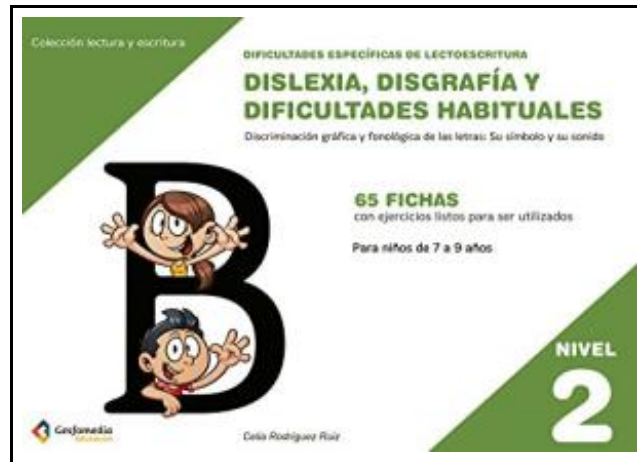 Colección lectura y escritura
DIFICULTADES ESPECÍFICAS DE LECTOESCRITURA
DISLEXIA, DISGRAFÍA Y
DIFICULTADES HABITUALES
Discriminación gráfica y fonológica de las letras: Su símbolo y su sonido
65 FICHAS
con ejercicios listos para ser utilizados
Para niños de 7 a 9 años
B
NIVEL
2
Gesfomedia
educación
Celia Rodríguez Ruiz